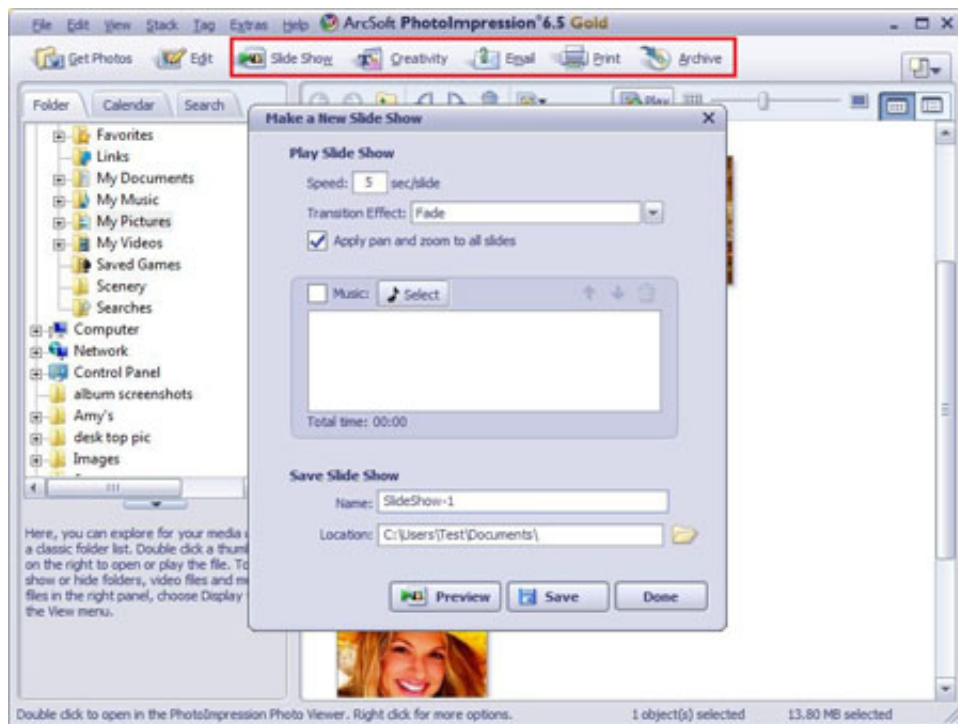 File Edit View Stack Tag Extras Help ArcSoft PhotoImpression®6.5 Gold
Get Photos Edit Slide Show Creativity Email Print Archive
Folder Calendar Search
Play
Favorites
Links
My Documents
My Music
My Pictures
My Videos
Saved Games
Scenery
Searches
Computer
Network
Control Panel
album screenshots
Amy's
desk top pic
Images
Here, you can explore for your media
a classic folder list. Double click a
on the right to open or play the file.
show or hide folders, video files and
files in the right panel, choose Display
the View menu.
Make a New Slide Show
Play Slide Show
Speed: 5 sec/slide
Transition Effect: Fade
Apply pan and zoom to all slides
Music: Select
Total time: 00:00
Save Slide Show
Name: SlideShow-1
Location: C:\Users\Test\Documents\
Preview Save Done
Double click to open in the PhotoImpression Photo Viewer. Right click for more options. 1 object(s) selected 13.80 MB selected